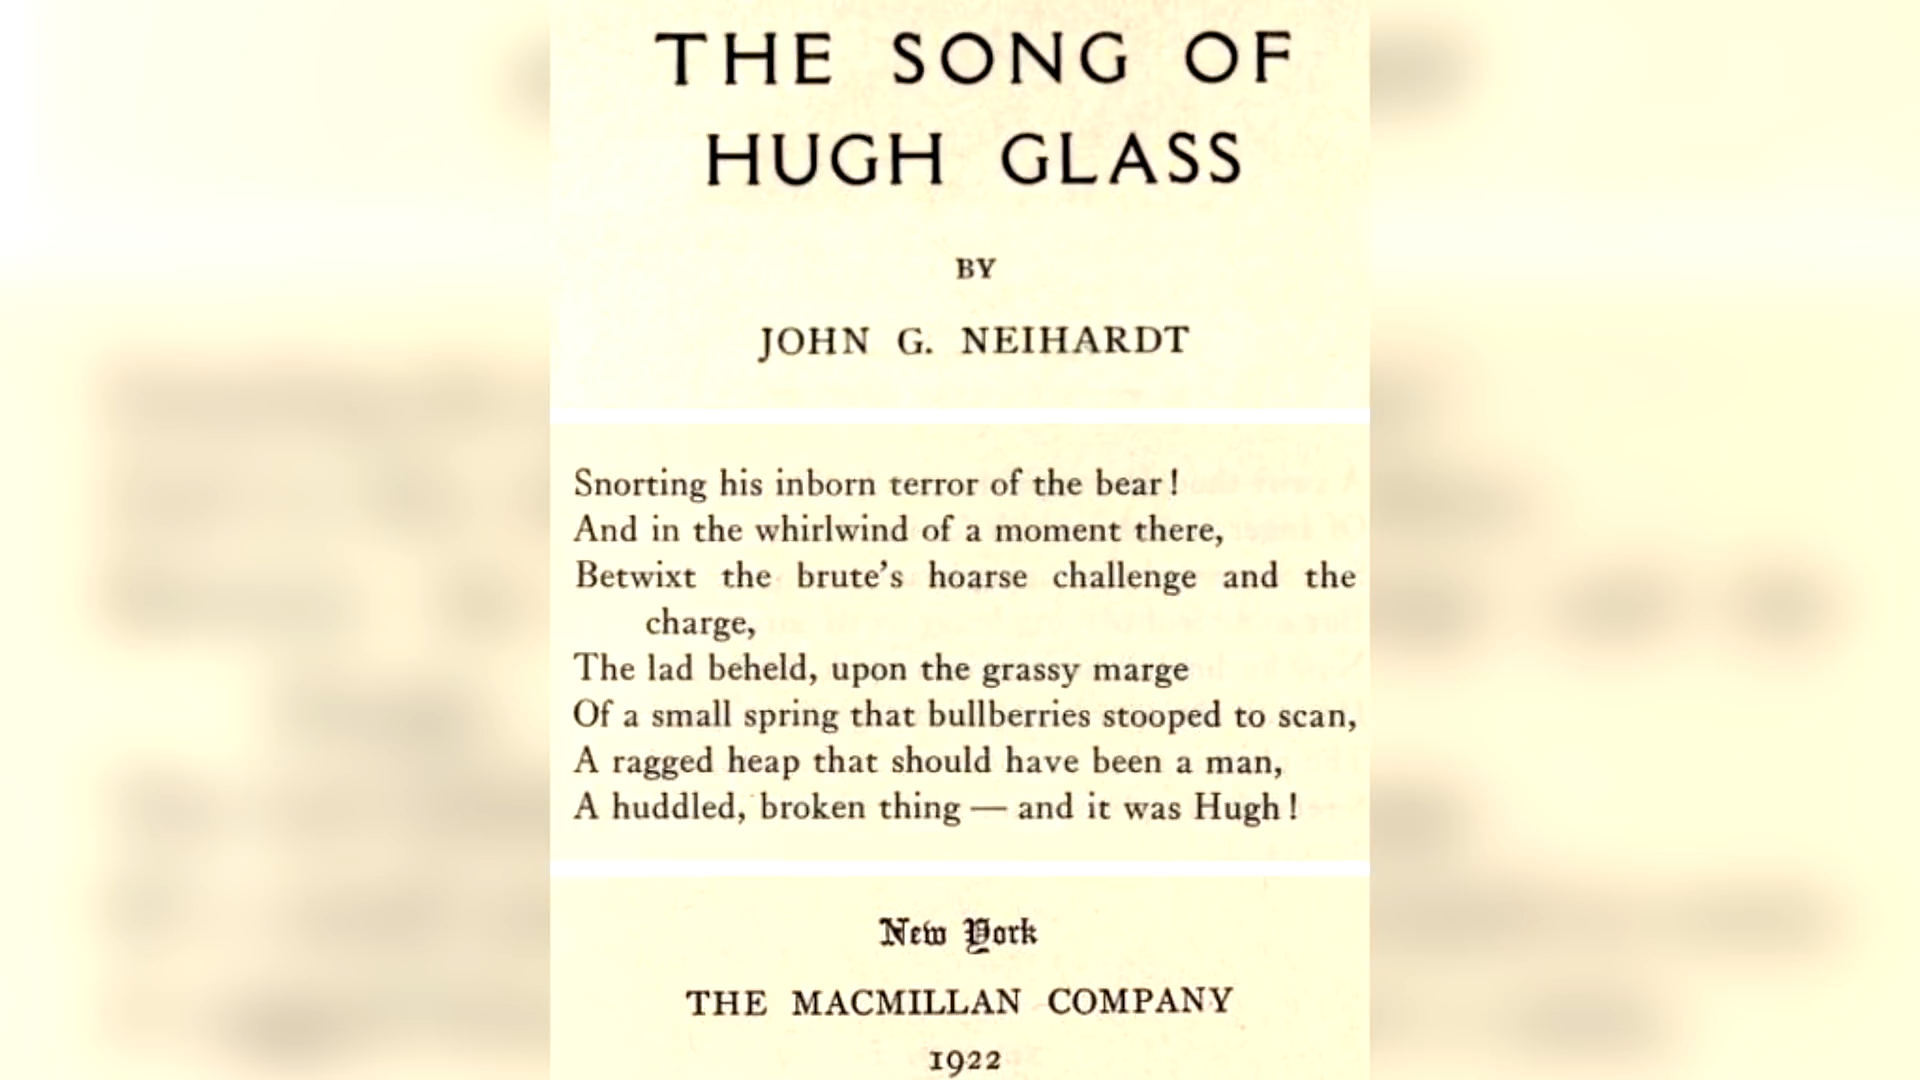 THE SONG OF
HUGH GLASS
BY
JOHN G. NEIHARDT
Snorting his inborn terror of the bear!
And in the whirlwind of a moment there,
Betwixt the brute's hoarse challenge and the
charge,
The lad beheld, upon the grassy marge
Of a small spring that bullberries stooped to scan,
A ragged heap that should have been a man,
A huddled, broken thing — and it was Hugh!
New York
THE MACMILLAN COMPANY
1922